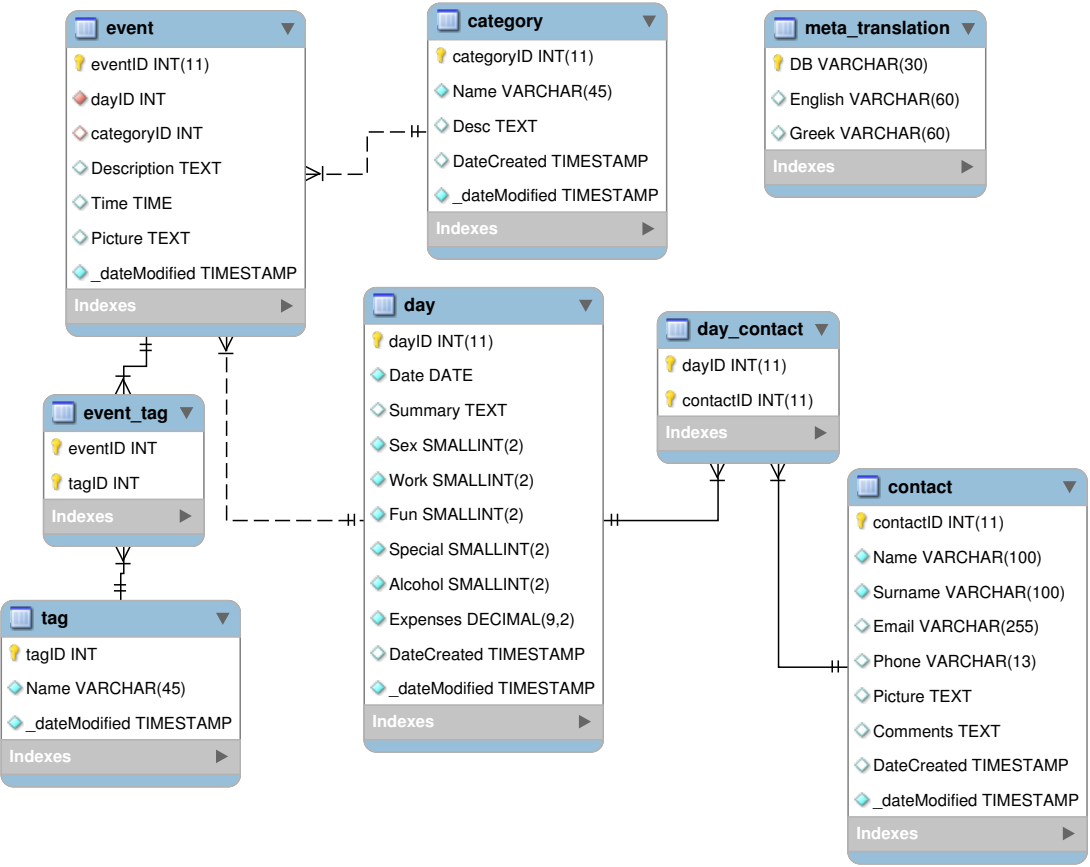 event
eventID INT(11)
dayID INT
categoryID INT
Description TEXT
Time TIME
Picture TEXT
_dateModified TIMESTAMP
Indexes
category
categoryID INT(11)
Name VARCHAR(45)
Desc TEXT
DateCreated TIMESTAMP
_dateModified TIMESTAMP
Indexes
meta_translation
DB VARCHAR(30)
English VARCHAR(60)
Greek VARCHAR(60)
Indexes
event_tag
eventID INT
tagID INT
Indexes
tag
tagID INT
Name VARCHAR(45)
_dateModified TIMESTAMP
Indexes
day
dayID INT(11)
Date DATE
Summary TEXT
Sex SMALLINT(2)
Work SMALLINT(2)
Fun SMALLINT(2)
Special SMALLINT(2)
Alcohol SMALLINT(2)
Expenses DECIMAL(9,2)
DateCreated TIMESTAMP
_dateModified TIMESTAMP
Indexes
day_contact
dayID INT(11)
contactID INT(11)
Indexes
contact
contactID INT(11)
Name VARCHAR(100)
Surname VARCHAR(100)
Email VARCHAR(255)
Phone VARCHAR(13)
Picture TEXT
Comments TEXT
DateCreated TIMESTAMP
_dateModified TIMESTAMP
Indexes